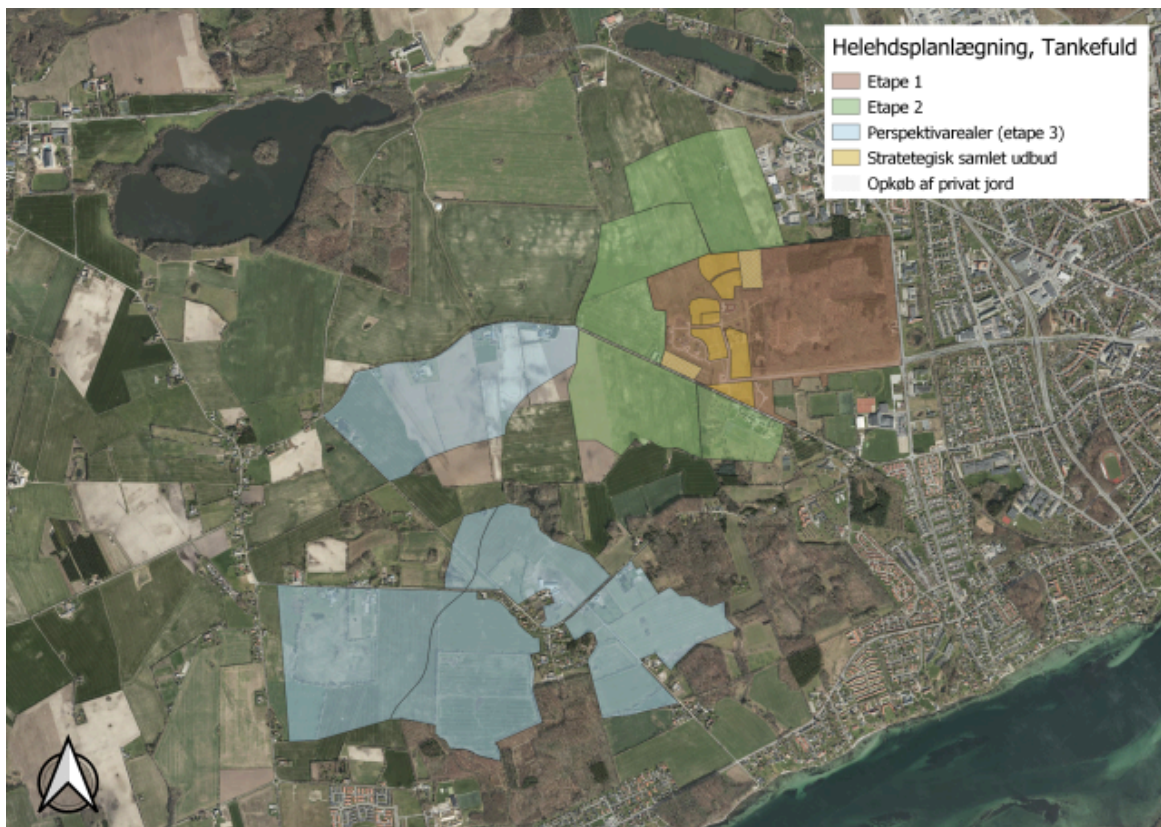 Helehdsplanlægning, Tankefuld
Etape 1
Etape 2
Perspektivarealer (etape 3)
Stratetegisk samlet udbud
Opkøb af privat jord